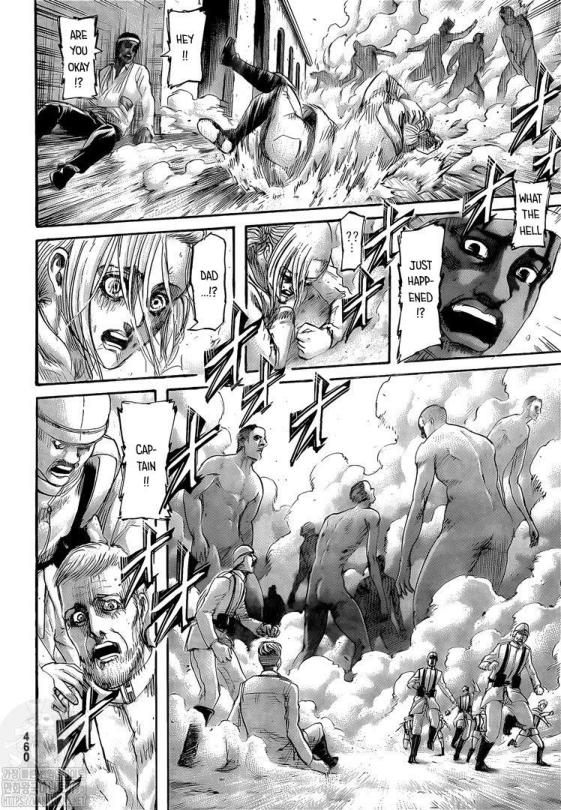 HEY
!!
ARE
YOU
OKAY
!?
WHAT
THE
HELL
JUST
HAPP-
ENED
!?
??
DAD
...!?
CAP-
TAIN
!!
460